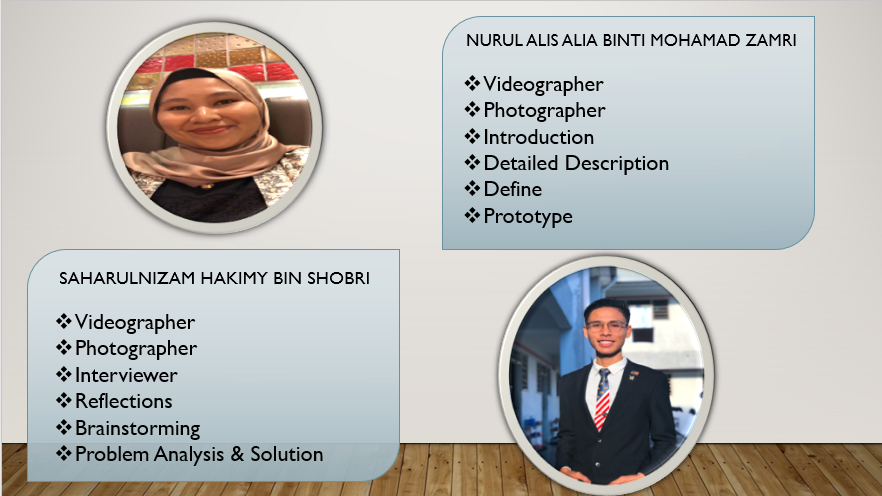 NURUL ALIS ALIA BINTI MOHAMAD ZAMRI
❖Videographer
❖Photographer
❖Introduction
❖Detailed Description
❖Define
❖Prototype
SAHARULNIZAM HAKIMY BIN SHOBRI
❖Videographer
❖Photographer
❖Interviewer
❖Reflections
❖Brainstorming
❖Problem Analysis & Solution